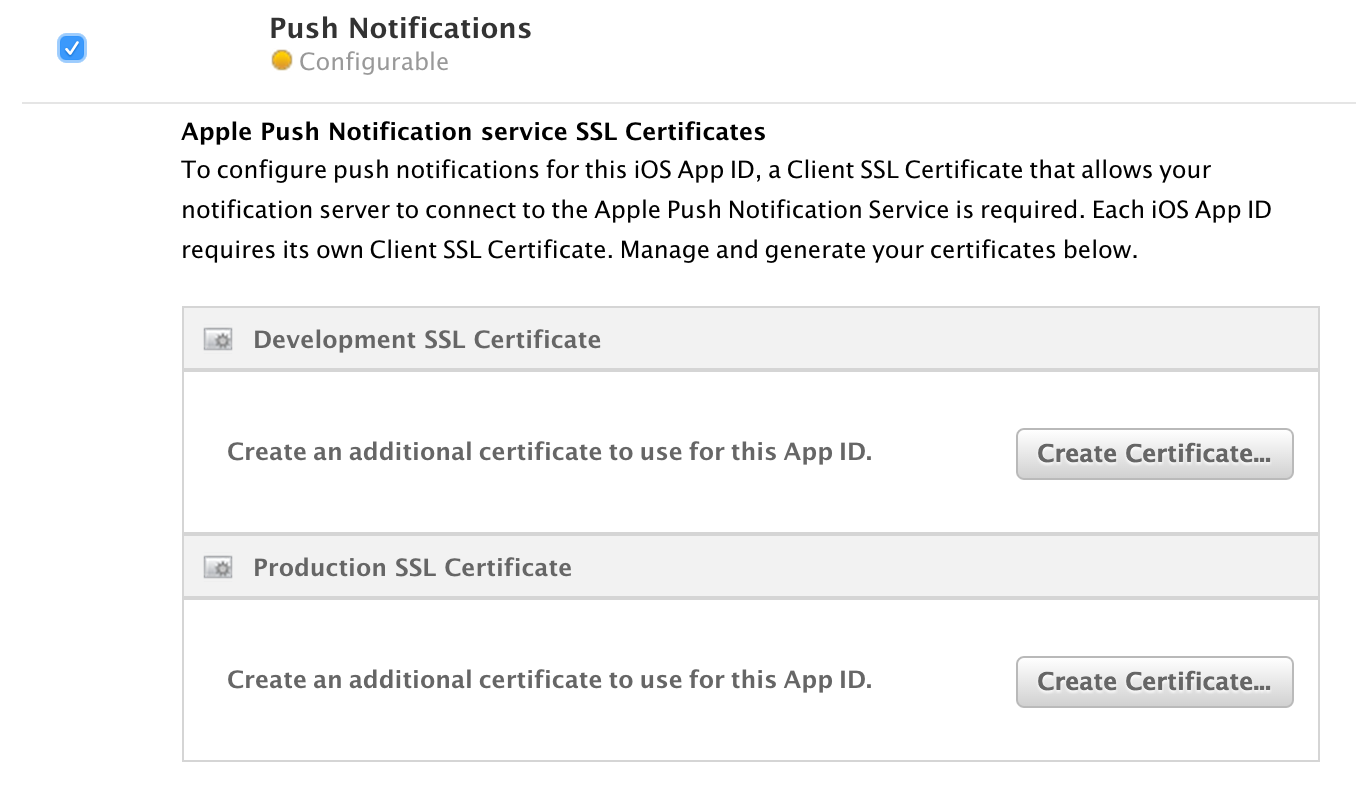 Push Notifications
Configurable
Apple Push Notification service SSL Certificates
To configure push notifications for this iOS App ID, a Client SSL Certificate that allows your
notification server to connect to the Apple Push Notification Service is required. Each iOS App ID
requires its own Client SSL Certificate. Manage and generate your certificates below.
Development SSL Certificate
Create an additional certificate to use for this App ID.
Create Certificate...
Production SSL Certificate
Create an additional certificate to use for this App ID.
Create Certificate...